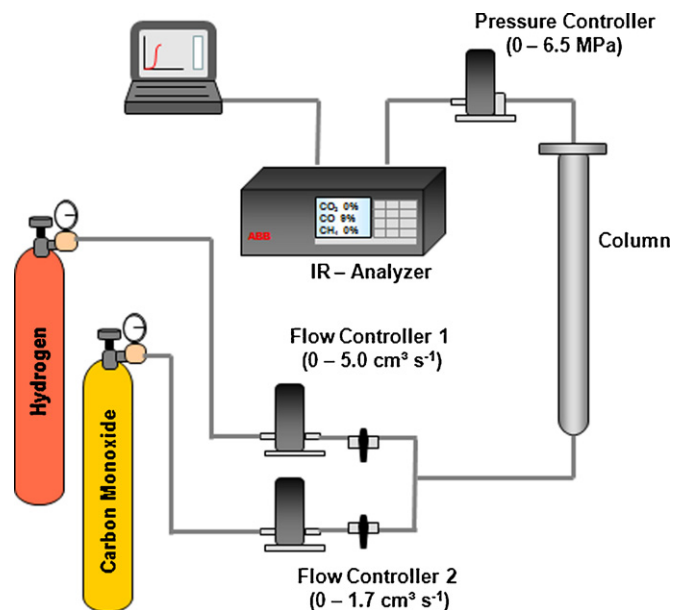 Pressure Controller
(0 – 6.5 MPa)
CO₂ 0%
CO 9%
CH₄ 0%
ABB
IR – Analyzer
Column
Hydrogen
Carbon Monoxide
Flow Controller 1
(0 – 5.0 cm³ s⁻¹)
Flow Controller 2
(0 – 1.7 cm³ s⁻¹)